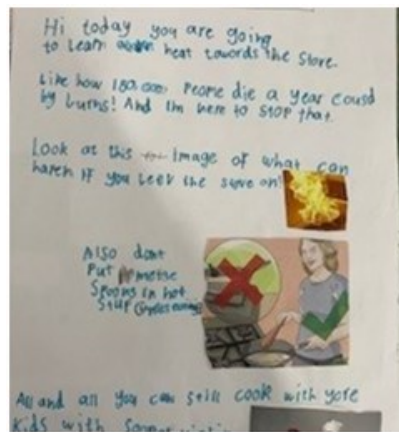 Hi today you are going
to learn heat towords the Stove.
Like how 180,000 People die a year cousd
by burns! And Im here to STOP that.
Look at this Image of what can
haren IF you leev the stove on!
Also dont
Put metse
Spoons in hot
Stuf
All and all you can still cook with yore
Kids with